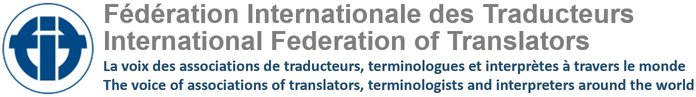 Fédération Internationale des Traducteurs
International Federation of Translators
La voix des associations de traducteurs, terminologues et interprètes à travers le monde
The voice of associations of translators, terminologists and interpreters around the world